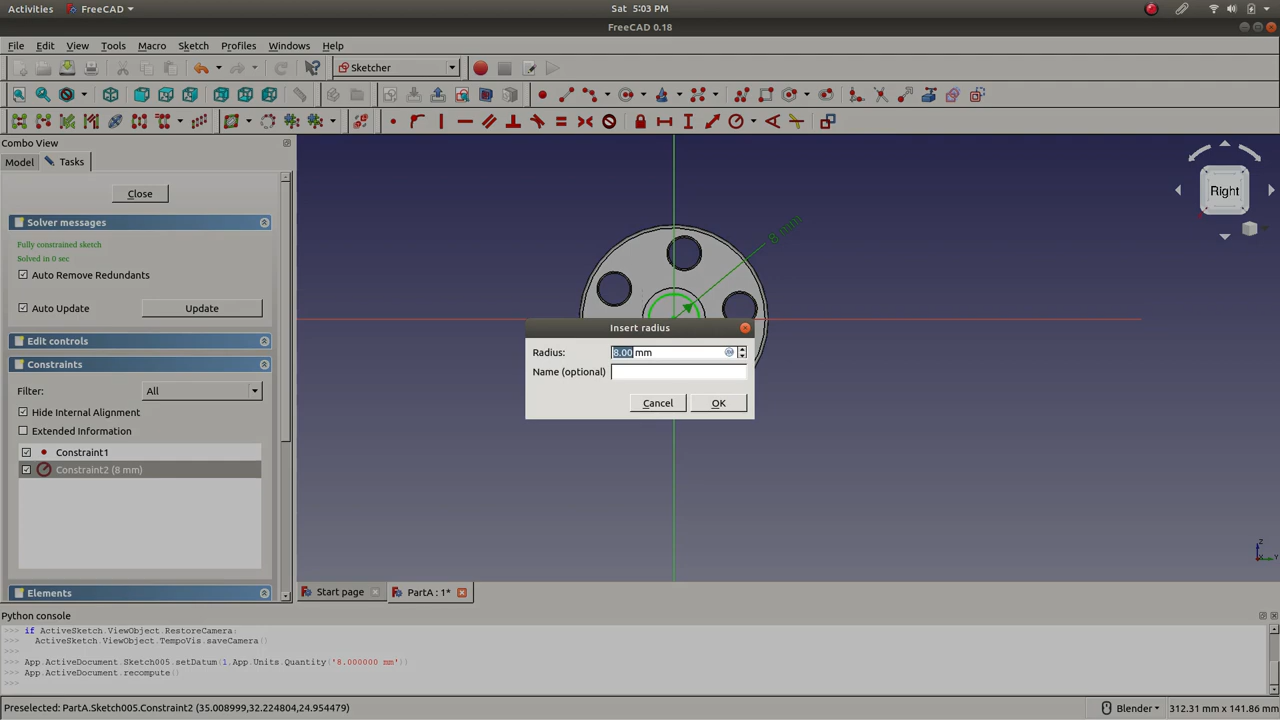 Activities FreeCAD Sat 5:03 PM
FreeCAD 0.18
File Edit View Tools Macro Sketch Profiles Windows Help
Sketcher
Combo View
Model Tasks
Close
Solver messages
Fully constrained sketch
Solved in 0 sec
Auto Remove Redundants
Auto Update Update
Edit controls
Constraints
Filter: All
Hide Internal Alignment
Extended Information
Constraint1
Constraint2 (8 mm)
Elements
8 mm
Right
Insert radius
Radius: 8.00 mm
Name (optional)
Cancel OK
Z
Y
Start page PartA : 1*
Python console
>>> if ActiveSketch.ViewObject.RestoreCamera:
>>>   ActiveSketch.ViewObject.TempoVis.saveCamera()
>>>
>>> App.ActiveDocument.Sketch005.setDatum(1,App.Units.Quantity('8.000000 mm'))
>>> App.ActiveDocument.recompute()
>>>
Preselected: PartA.Sketch005.Constraint2 (35.008999,32.224804,24.954479) Blender 312.31 mm x 141.86 mm